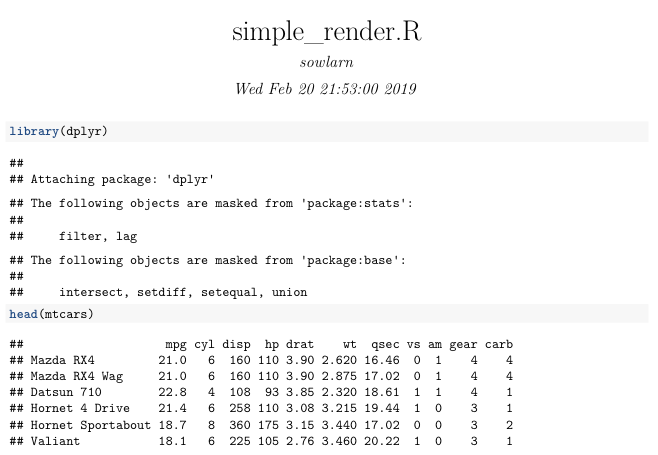 simple_render.R
sowlarn
Wed Feb 20 21:53:00 2019
library(dplyr)
##
## Attaching package: 'dplyr'
## The following objects are masked from 'package:stats':
##
##     filter, lag
## The following objects are masked from 'package:base':
##
##     intersect, setdiff, setequal, union
head(mtcars)
##                    mpg cyl disp  hp drat    wt  qsec vs am gear carb
## Mazda RX4         21.0   6  160 110 3.90 2.620 16.46  0  1    4    4
## Mazda RX4 Wag     21.0   6  160 110 3.90 2.875 17.02  0  1    4    4
## Datsun 710        22.8   4  108  93 3.85 2.320 18.61  1  1    4    1
## Hornet 4 Drive    21.4   6  258 110 3.08 3.215 19.44  1  0    3    1
## Hornet Sportabout 18.7   8  360 175 3.15 3.440 17.02  0  0    3    2
## Valiant           18.1   6  225 105 2.76 3.460 20.22  1  0    3    1